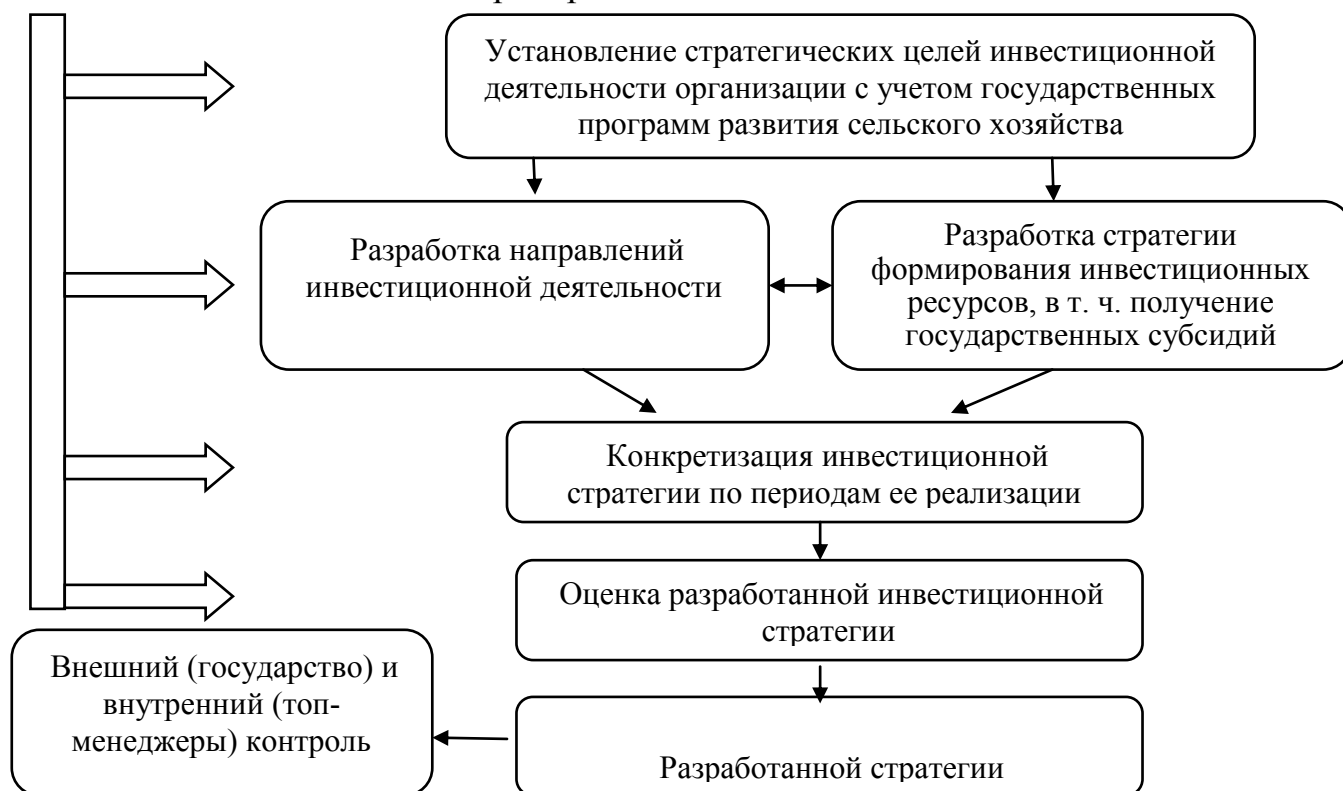 Установление стратегических целей инвестиционной
деятельности организации с учетом государственных
программ развития сельского хозяйства
Разработка направлений
инвестиционной деятельности
Разработка стратегии
формирования инвестиционных
ресурсов, в т. ч. получение
государственных субсидий
Конкретизация инвестиционной
стратегии по периодам ее реализации
Оценка разработанной инвестиционной
стратегии
Внешний (государство) и
внутренний (топ-
менеджеры) контроль
Разработанной стратегии